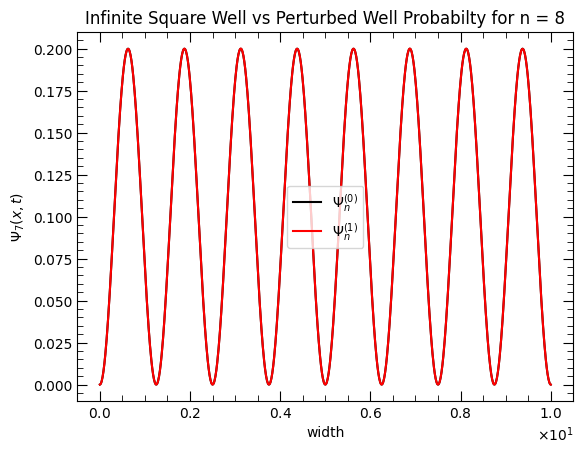 Infinite Square Well vs Perturbed Well Probabilty for n = 8
0.200
0.175
0.150
0.125
0.100
0.075
0.050
0.025
0.000
Ψ₇(x, t)
Ψₙ⁽⁰⁾
Ψₙ⁽¹⁾
0.0 0.2 0.4 0.6 0.8 1.0
width
×10¹